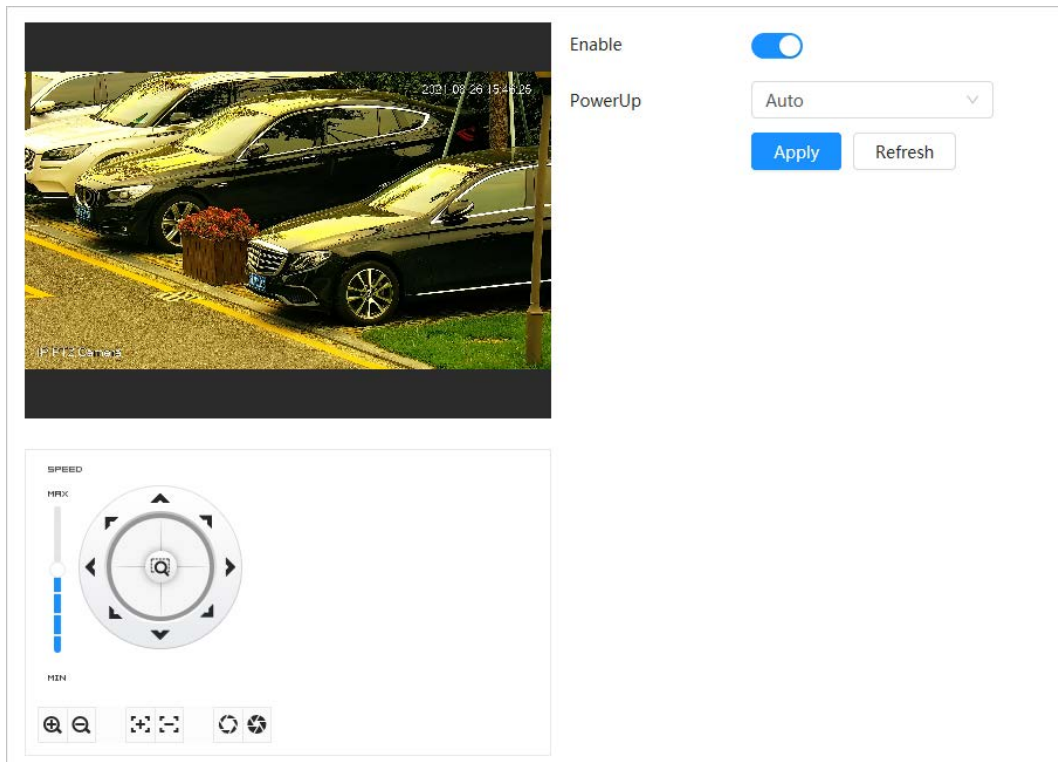 Enable
2021-08-26 15:46:25
PowerUp
Auto
Apply
Refresh
IP PTZ Camera
SPEED
MAX
MIN